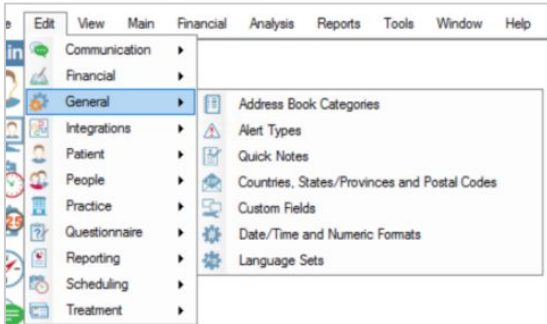 Edit View Main Financial Analysis Reports Tools Window Help
in
Communication
Financial
General
Integrations
Patient
People
Practice
Questionnaire
Reporting
Scheduling
Treatment
Address Book Categories
Alert Types
Quick Notes
Countries, States/Provinces and Postal Codes
Custom Fields
Date/Time and Numeric Formats
Language Sets
25